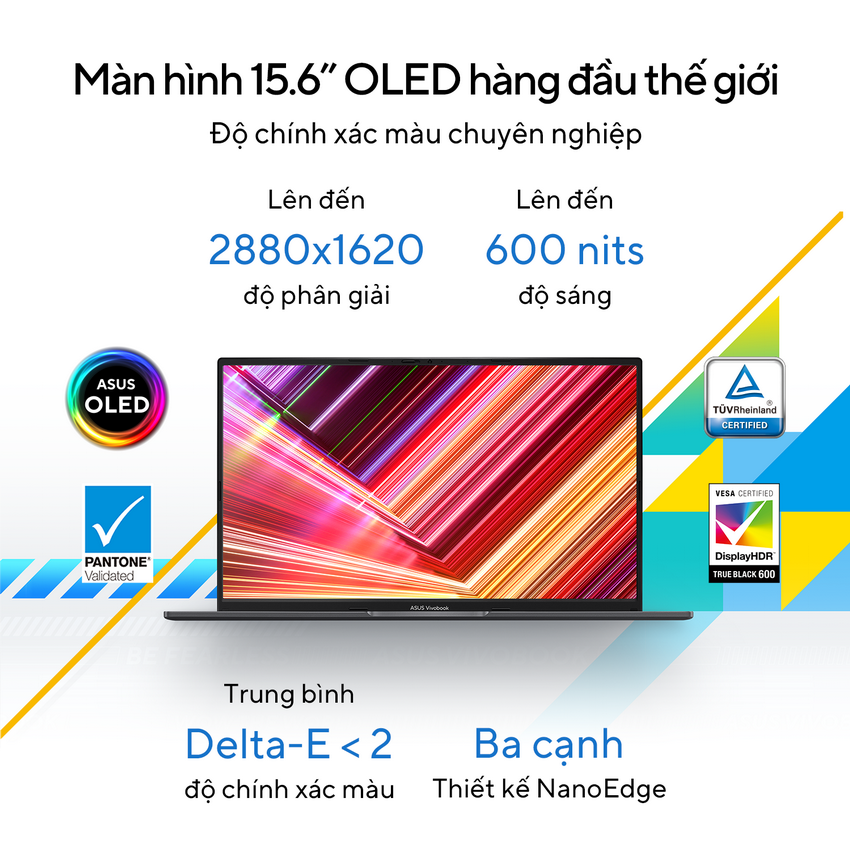 Màn hình 15.6” OLED hàng đầu thế giới
Độ chính xác màu chuyên nghiệp
Lên đến
2880x1620
độ phân giải
Lên đến
600 nits
độ sáng
ASUS
OLED
TÜVRheinland®
CERTIFIED
PANTONE®
Validated
VESA CERTIFIED
DisplayHDR™
TRUE BLACK 600
ASUS Vivobook
Trung bình
Delta-E < 2
độ chính xác màu
Ba cạnh
Thiết kế NanoEdge